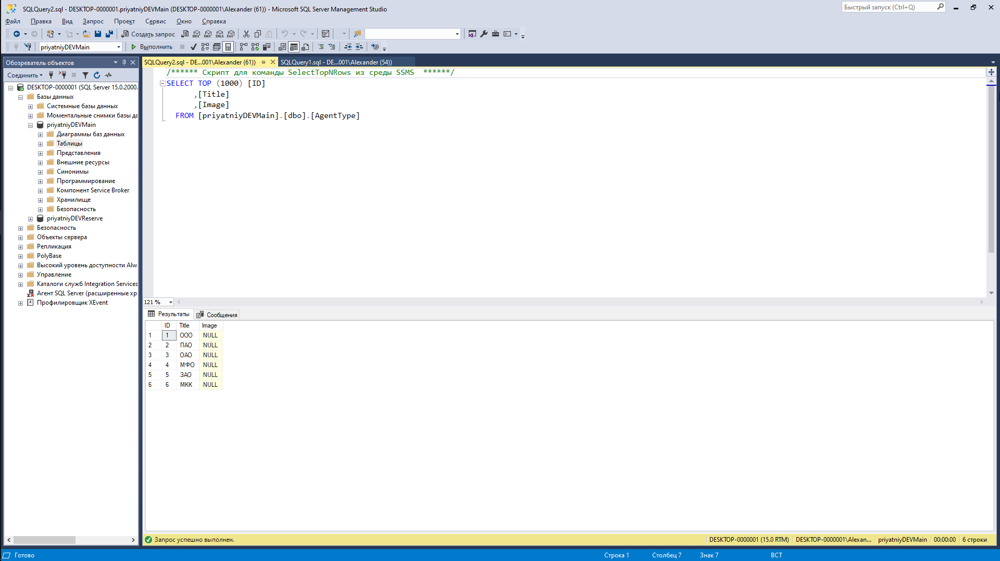 SQLQuery2.sql - DESKTOP-0000001.priyatniyDEVMain (DESKTOP-0000001\Alexander (61)) - Microsoft SQL Server Management Studio
Быстрый запуск (Ctrl+Q)
Файл Правка Вид Запрос Проект Сервис Окно Справка
Создать запрос MDX DMX XMLA DAX
priyatniyDEVMain Выполнить
Обозреватель объектов
SQLQuery2.sql - DE...001\Alexander (61)) SQLQuery1.sql - DE...001\Alexander (54))
Соединить
DESKTOP-0000001 (SQL Server 15.0.2000.
Базы данных
Системные базы данных
Моментальные снимки базы да
priyatniyDEVMain
Диаграммы баз данных
Таблицы
Представления
Внешние ресурсы
Синонимы
Программирование
Компонент Service Broker
Хранилище
Безопасность
priyatniyDEVReserve
Безопасность
Объекты сервера
Репликация
PolyBase
Высокий уровень доступности Alw
Управление
Каталоги служб Integration Services
Агент SQL Server (расширенные хр
Профилировщик XEvent
/****** Скрипт для команды SelectTopNRows из среды SSMS  ******/
SELECT TOP (1000) [ID]
,[Title]
,[Image]
FROM [priyatniyDEVMain].[dbo].[AgentType]
121 %
Результаты Сообщения
ID Title Image
1 1 ООО NULL
2 2 ПАО NULL
3 3 ОАО NULL
4 4 МФО NULL
5 5 ЗАО NULL
6 6 МКК NULL
Запрос успешно выполнен. DESKTOP-0000001 (15.0 RTM) DESKTOP-0000001\Alexan... priyatniyDEVMain 00:00:00 6 строки
Готово Строка 1 Столбец 7 Знак 7 ВСТ